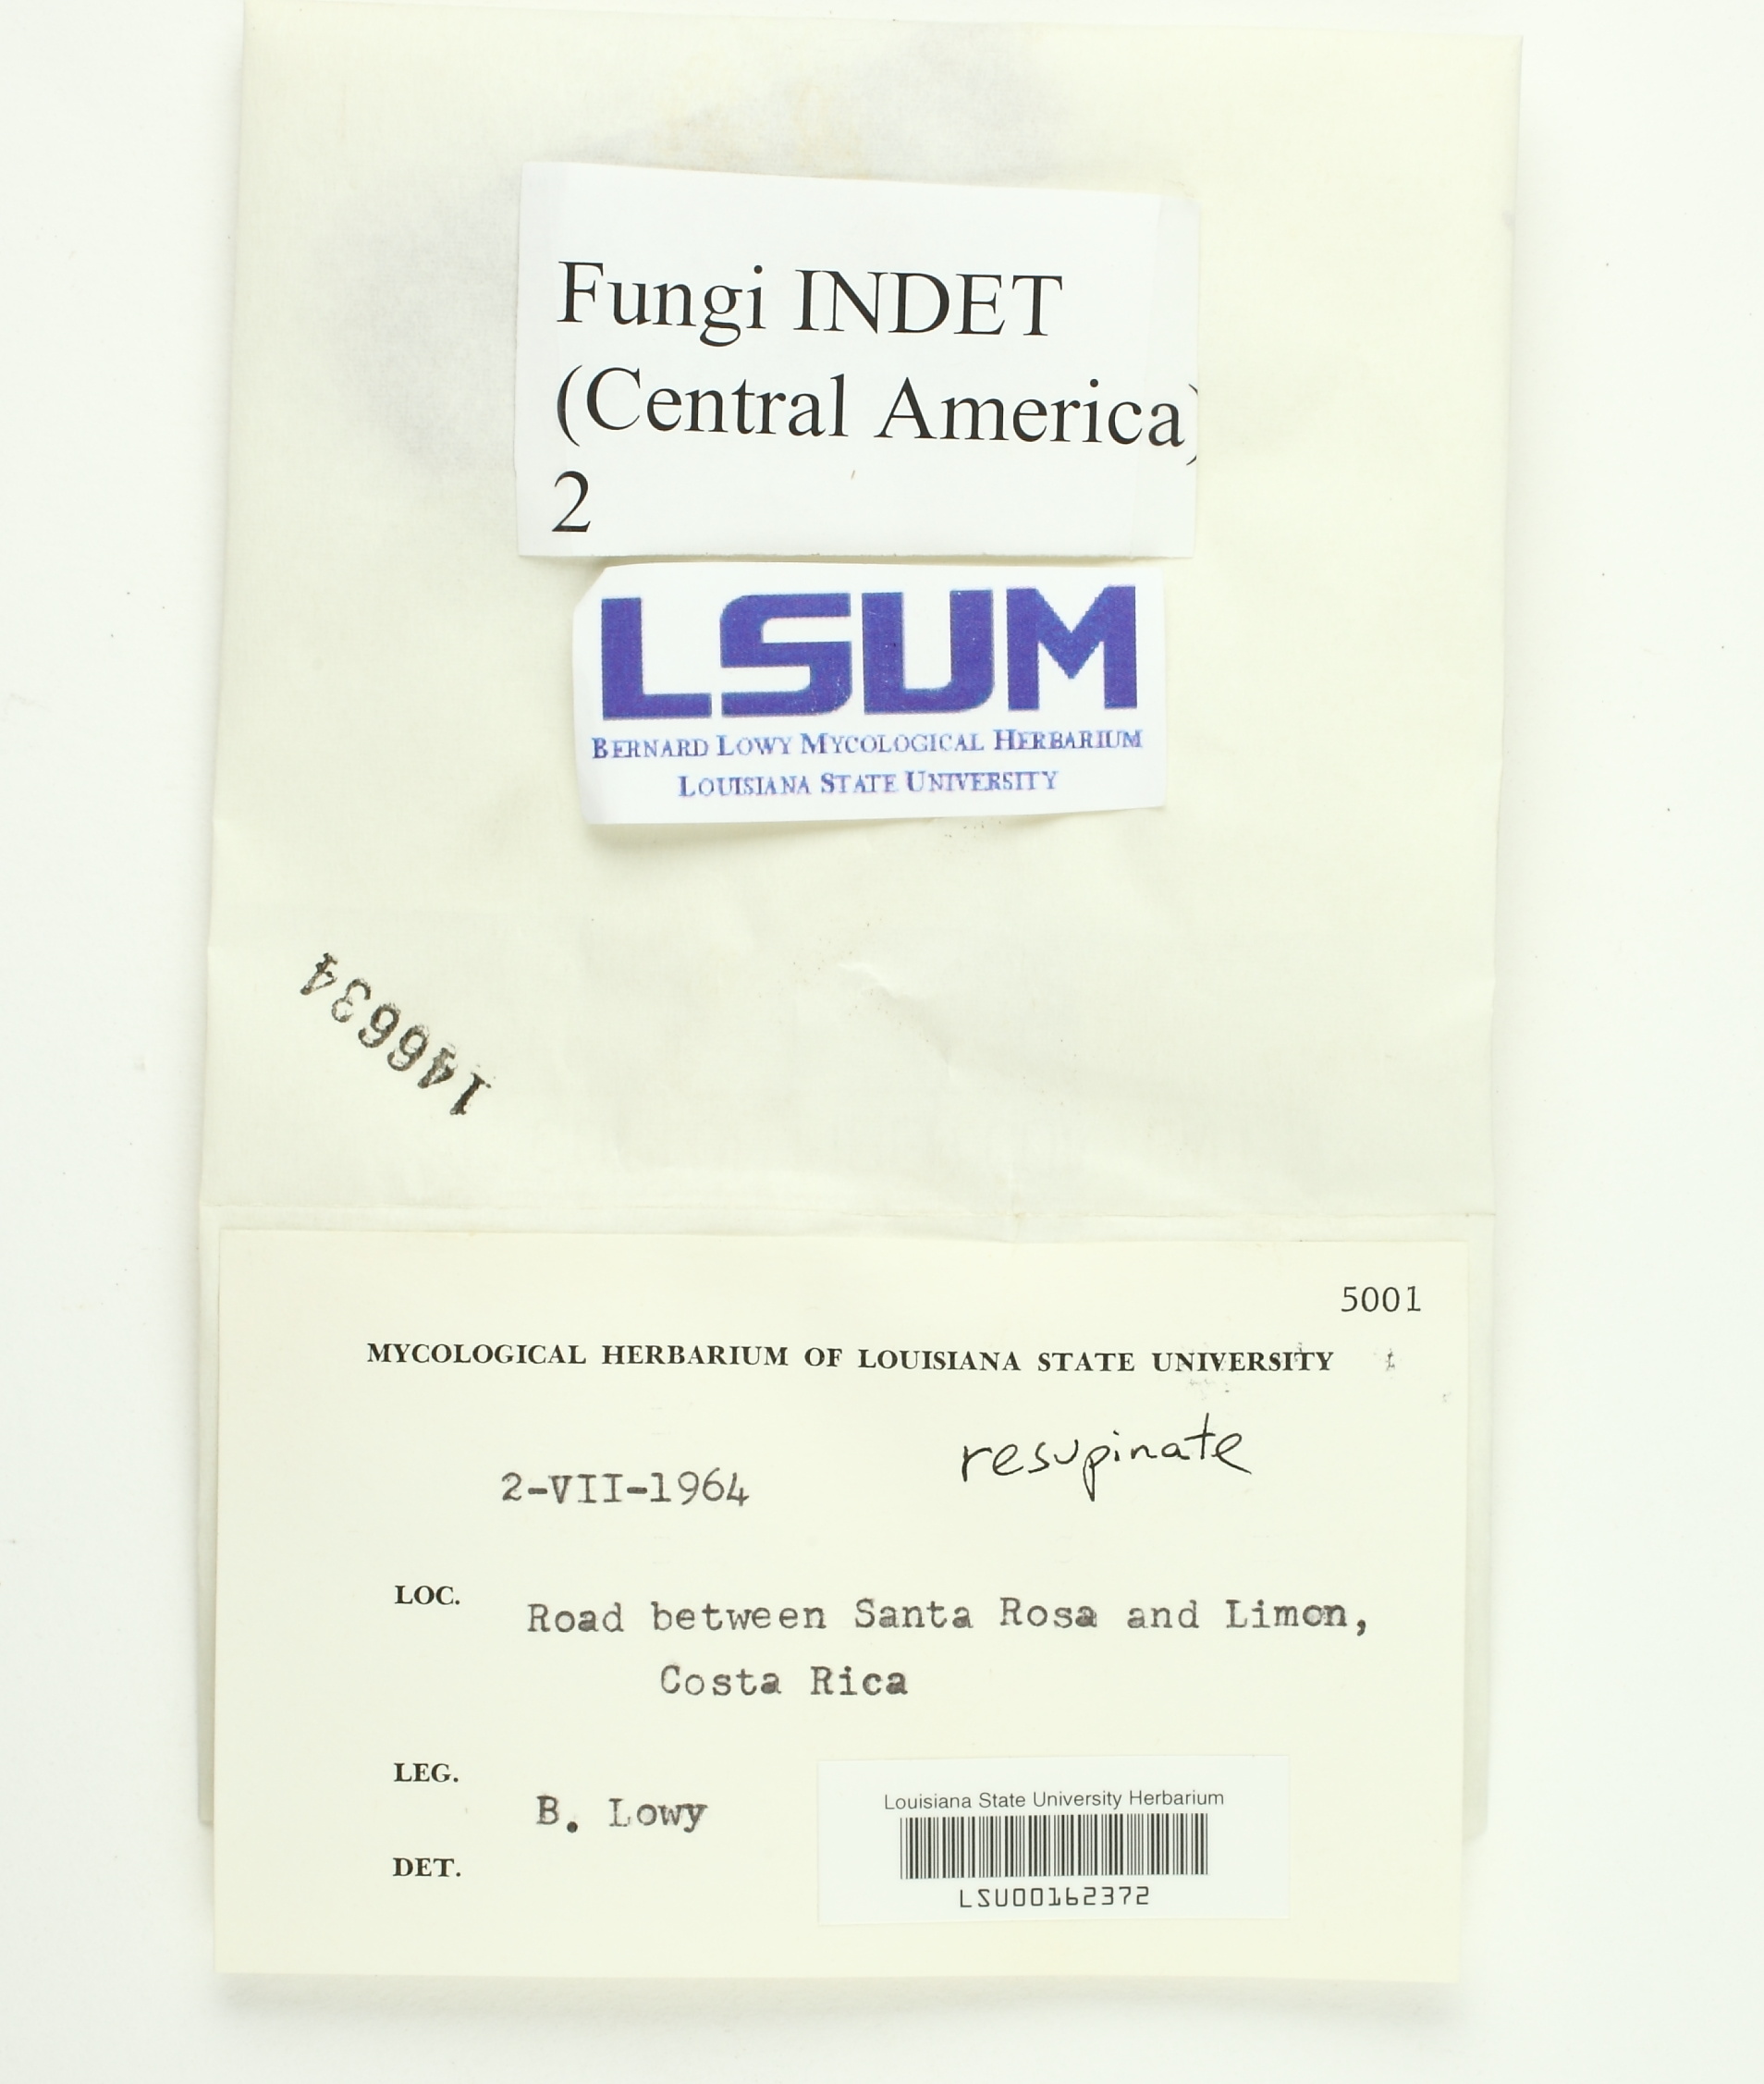 Fungi INDET
(Central America)
2
LSUM
BERNARD LOWY MYCOLOGICAL HERBARIUM
LOUISIANA STATE UNIVERSITY
146634
5001
MYCOLOGICAL HERBARIUM OF LOUISIANA STATE UNIVERSITY
resupinate
2-VII-1964
LOC. Road between Santa Rosa and Limon,
Costa Rica
LEG. B. Lowy
DET.
Louisiana State University Herbarium
LSU00162372